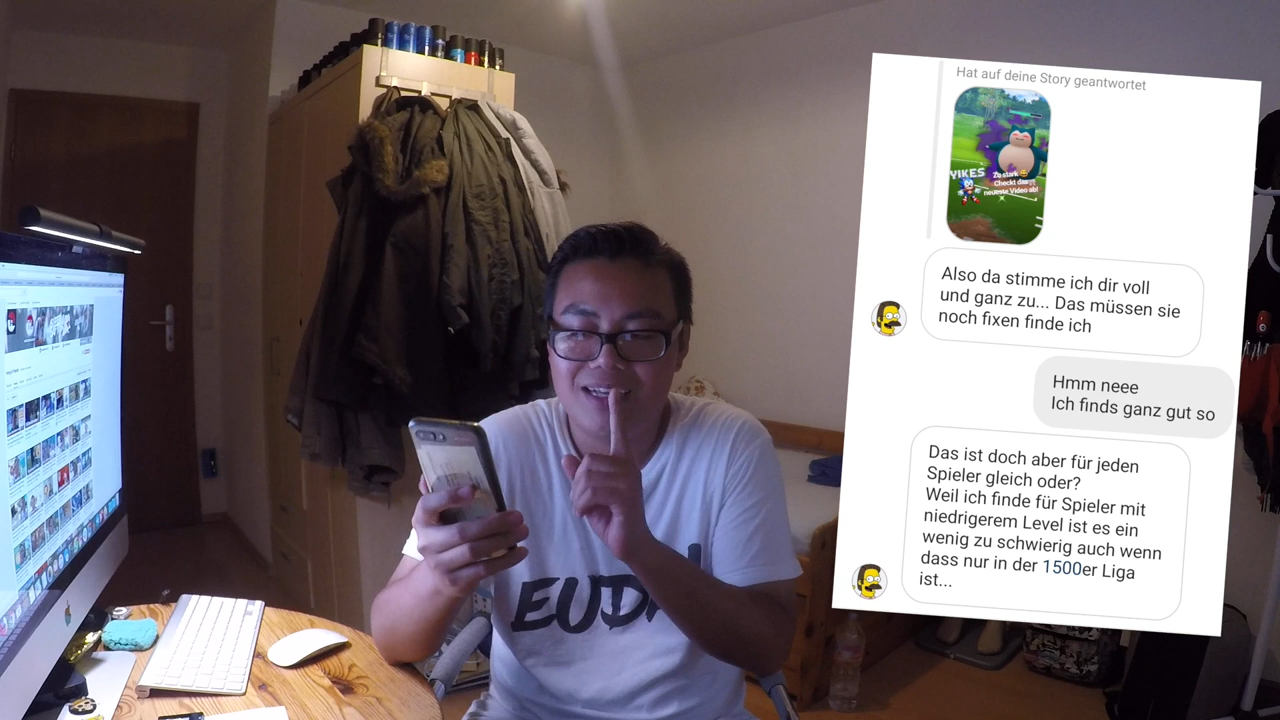 Hat auf deine Story geantwortet
YIKES
Zu stark
Checkt das
neueste Video ab!
Also da stimme ich dir voll
und ganz zu... Das müssen sie
noch fixen finde ich
Hmm neee
Ich finds ganz gut so
Das ist doch aber für jeden
Spieler gleich oder?
Weil ich finde für Spieler mit
niedrigerem Level ist es ein
wenig zu schwierig auch wenn
dass nur in der 1500er Liga
ist...